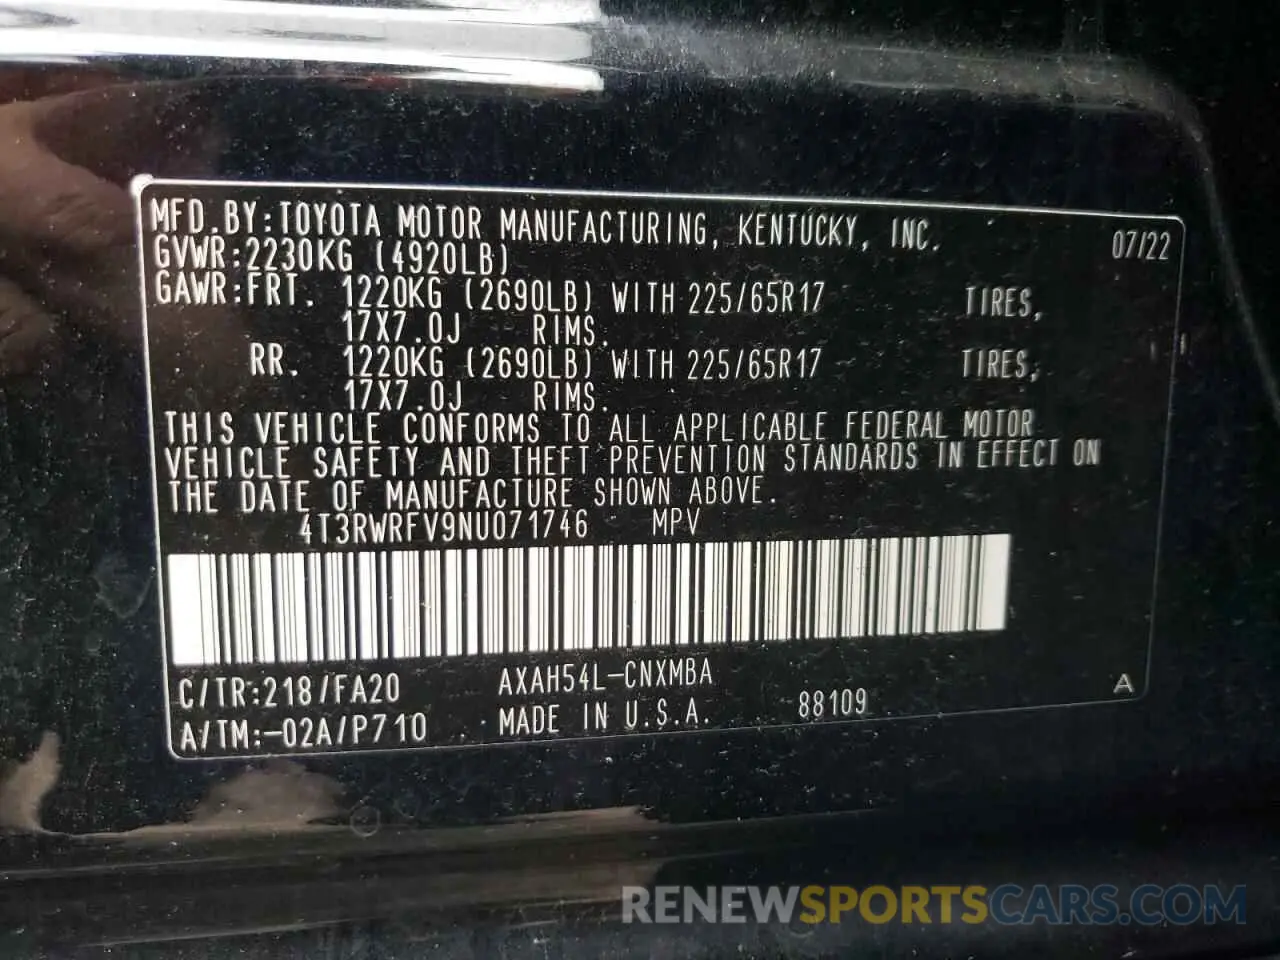 MFD.BY:TOYOTA MOTOR MANUFACTURING, KENTUCKY, INC. 07/22
GVWR:2230KG (4920LB)
GAWR:FRT. 1220KG (2690LB) WITH 225/65R17 TIRES,
17X7.0J RIMS.
RR. 1220KG (2690LB) WITH 225/65R17 TIRES,
17X7.0J RIMS.
THIS VEHICLE CONFORMS TO ALL APPLICABLE FEDERAL MOTOR
VEHICLE SAFETY AND THEFT PREVENTION STANDARDS IN EFFECT ON
THE DATE OF MANUFACTURE SHOWN ABOVE.
4T3RWRFV9NU071746 MPV
C/TR:218/FA20 AXAH54L-CNXMBA
A/TM:-02A/P710 MADE IN U.S.A. 88109 A
RENEWSPORTSCARS.COM